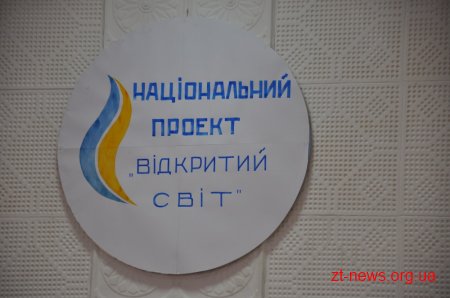 НАЦІОНАЛЬНИЙ
ПРОЕКТ
„ВІДКРИТИЙ
СВІТ"
zt-news.org.ua